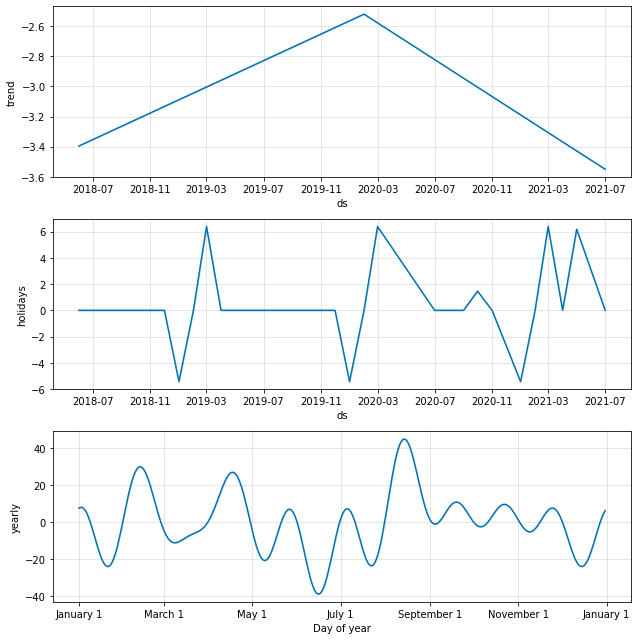 −2.6
−2.8
−3.0
−3.2
−3.4
−3.6
trend
2018-07 2018-11 2019-03 2019-07 2019-11 2020-03 2020-07 2020-11 2021-03 2021-07
ds
6
4
2
0
−2
−4
−6
holidays
2018-07 2018-11 2019-03 2019-07 2019-11 2020-03 2020-07 2020-11 2021-03 2021-07
ds
40
20
0
−20
−40
yearly
January 1 March 1 May 1 July 1 September 1 November 1 January 1
Day of year